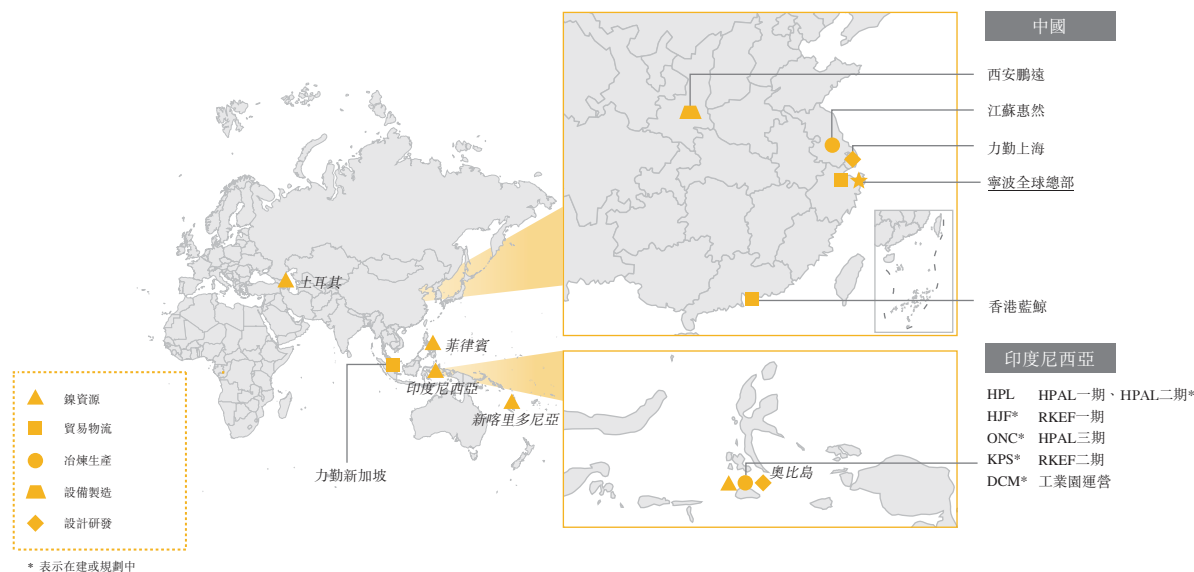 中國
西安鵬遠
江蘇惠然
力勤上海
寧波全球總部
香港藍鲸
土耳其
菲律賓
印度尼西亞
新喀里多尼亞
力勤新加坡
鎳資源
貿易物流
冶煉生產
設備製造
設計研發
* 表示在建或規劃中
奧比島
印度尼西亞
HPL HPAL一期、HPAL二期*
HJF* RKEF一期
ONC* HPAL三期
KPS* RKEF二期
DCM* 工業園運營